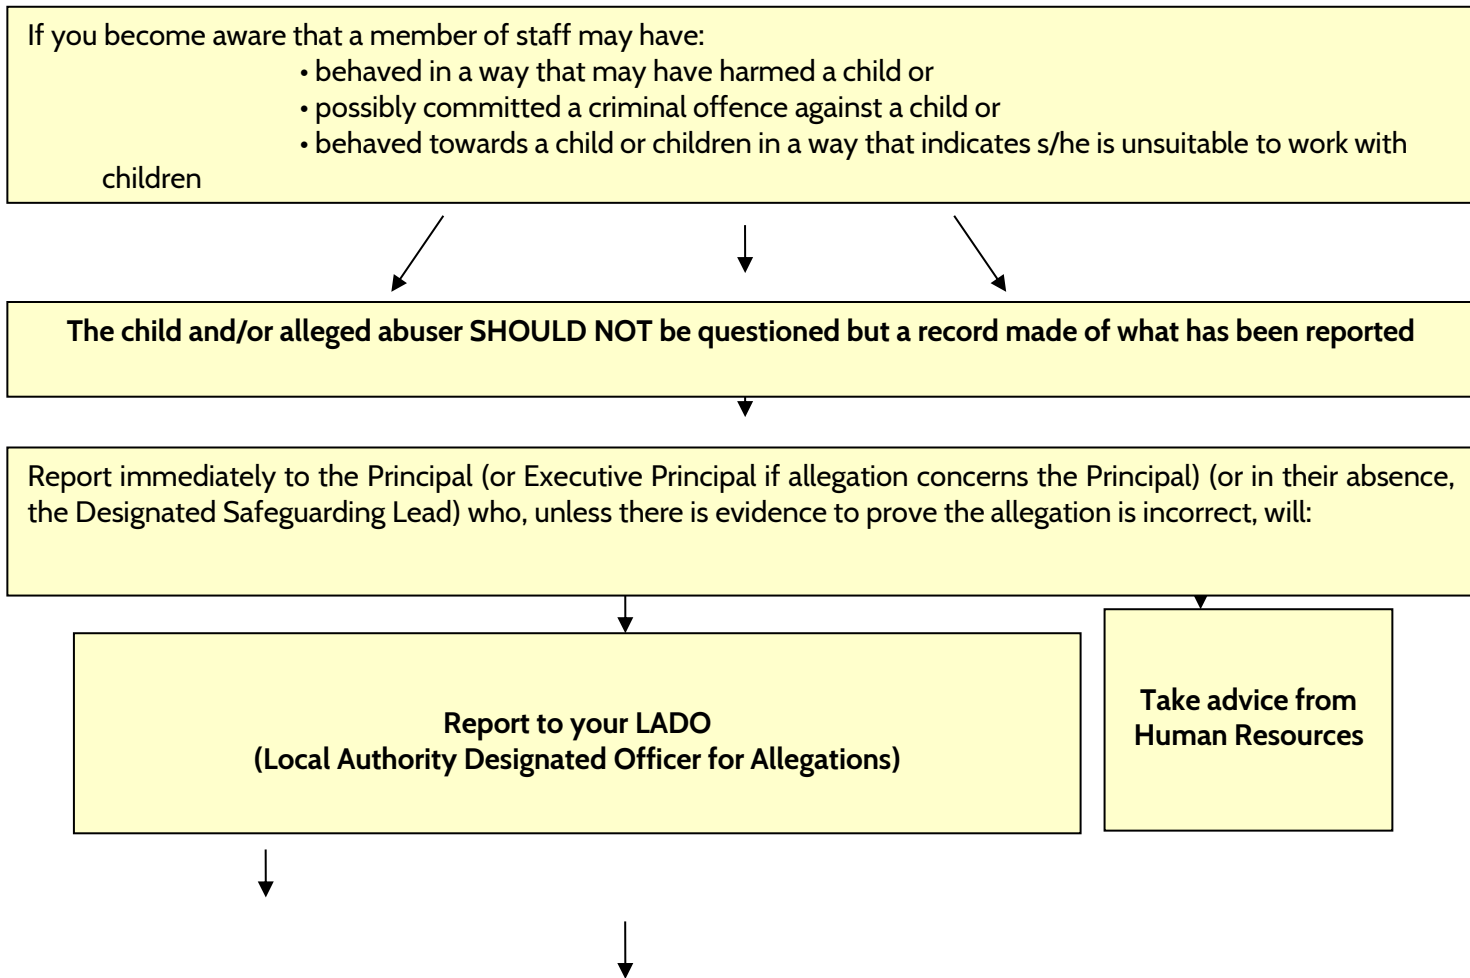 If you become aware that a member of staff may have:
• behaved in a way that may have harmed a child or
• possibly committed a criminal offence against a child or
• behaved towards a child or children in a way that indicates s/he is unsuitable to work with
children
The child and/or alleged abuser SHOULD NOT be questioned but a record made of what has been reported
Report immediately to the Principal (or Executive Principal if allegation concerns the Principal) (or in their absence,
the Designated Safeguarding Lead) who, unless there is evidence to prove the allegation is incorrect, will:
Report to your LADO
(Local Authority Designated Officer for Allegations)
Take advice from
Human Resources